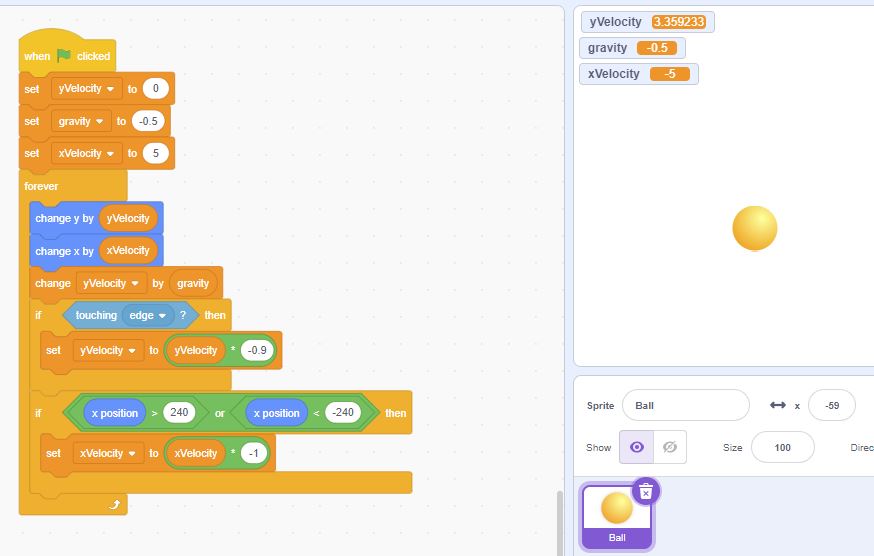 when clicked
set yVelocity to 0
set gravity to -0.5
set xVelocity to 5
forever
change y by yVelocity
change x by xVelocity
change yVelocity by gravity
if touching edge ? then
set yVelocity to yVelocity * -0.9
if x position > 240 or x position < -240 then
set xVelocity to xVelocity * -1
yVelocity 3.359233
gravity -0.5
xVelocity -5
Sprite Ball x -59
Show Size 100 Direc
Ball